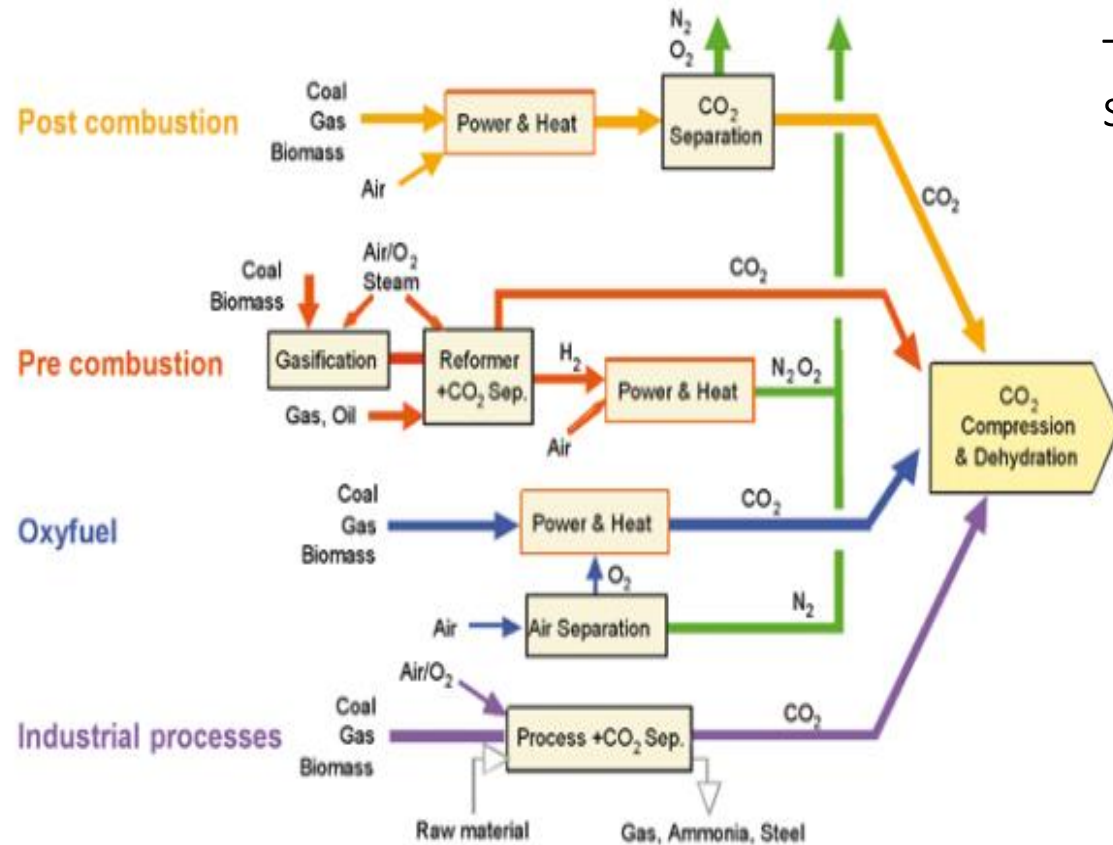 N₂
O₂
Post combustion
Coal
Gas
Biomass
Air
Power & Heat
CO₂
Separation
CO₂
Pre combustion
Coal
Biomass
Air/O₂
Steam
Gasification
Gas, Oil
Reformer
+CO₂ Sep.
CO₂
H₂
Air
Power & Heat
N₂O₂
CO₂
Compression
& Dehydration
Oxyfuel
Coal
Gas
Biomass
Power & Heat
CO₂
O₂
Air
Air Separation
N₂
Industrial processes
Coal
Gas
Biomass
Air/O₂
Process +CO₂ Sep.
CO₂
Raw material
Gas, Ammonia, Steel